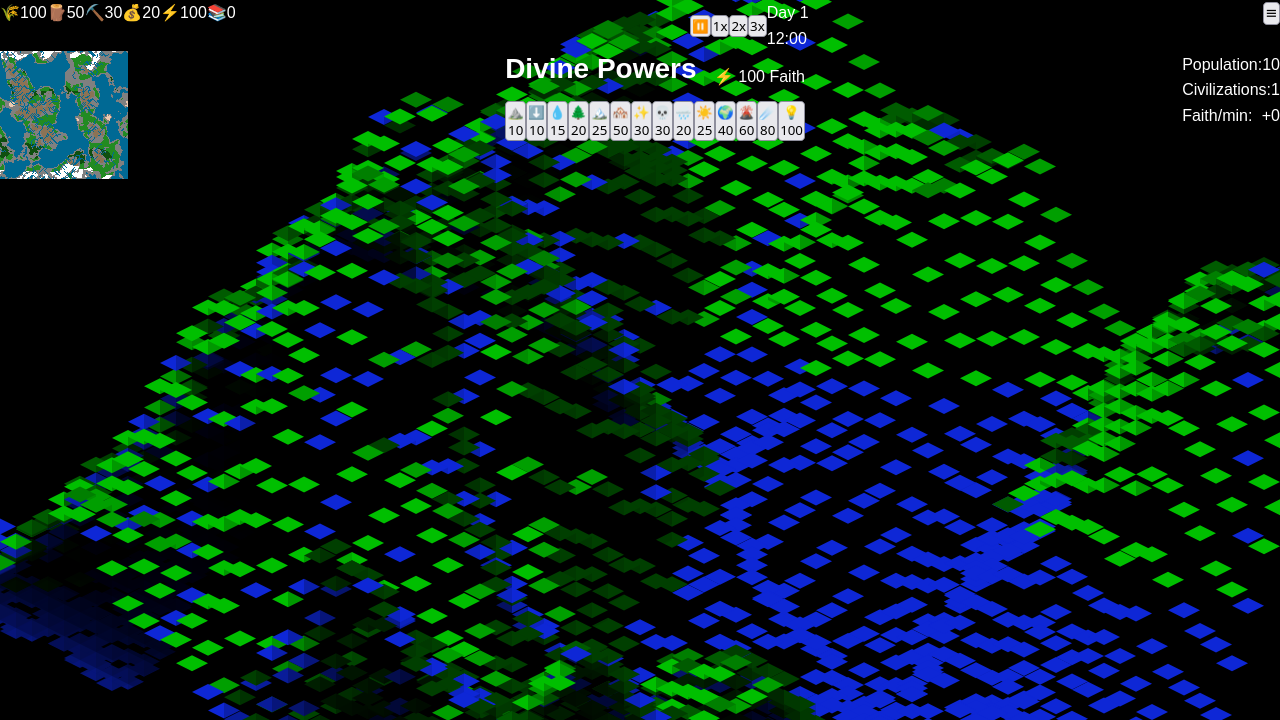 🌾100🪵50⛏️30💰20⚡100📚0
⏸️ 1x 2x 3x Day 1
12:00
☰
Divine Powers ⚡ 100 Faith
10 10 15 20 25 50 30 30 20 25 40 60 80 100
Population:10
Civilizations:1
Faith/min: +0